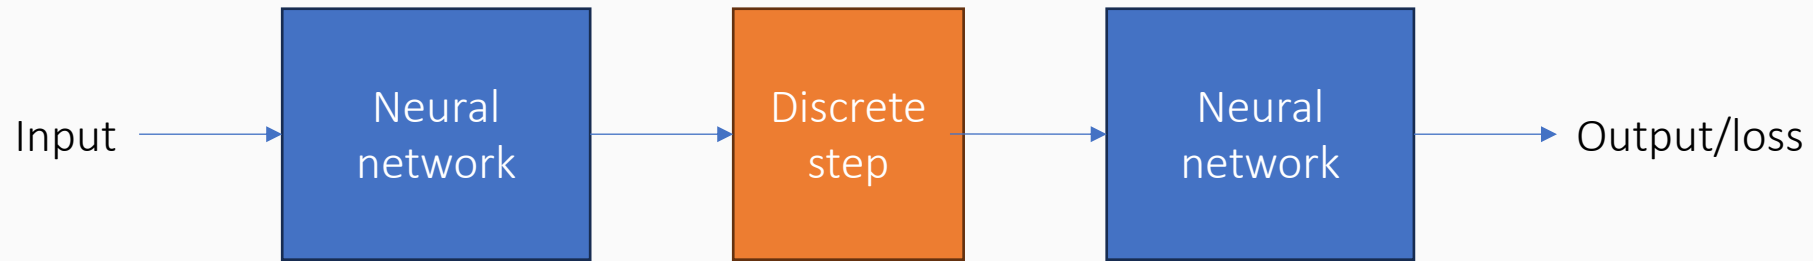 Input
Neural
network
Discrete
step
Neural
network
Output/loss